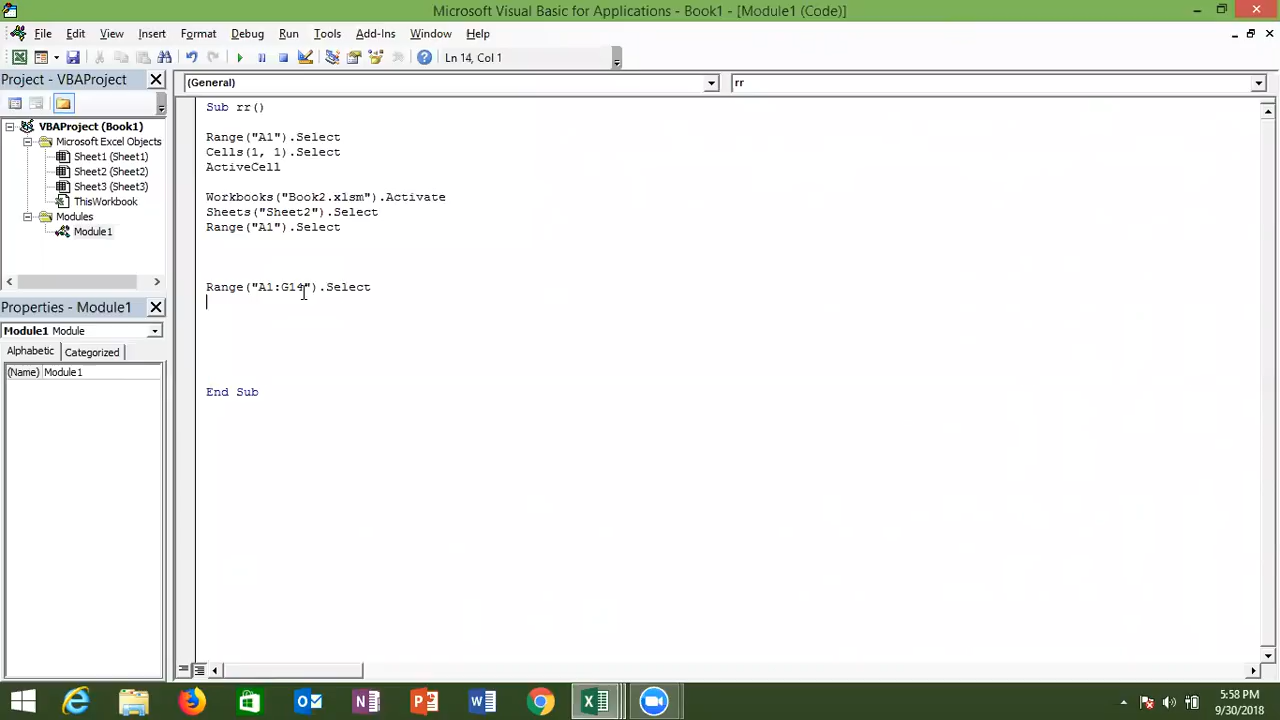 Microsoft Visual Basic for Applications - Book1 - [Module1 (Code)]
File Edit View Insert Format Debug Run Tools Add-Ins Window Help
Ln 14, Col 1
Project - VBAProject
(General)
rr
VBAProject (Book1)
Microsoft Excel Objects
Sheet1 (Sheet1)
Sheet2 (Sheet2)
Sheet3 (Sheet3)
ThisWorkbook
Modules
Module1
Properties - Module1
Module1 Module
Alphabetic Categorized
(Name) Module1
Sub rr()
Range("A1").Select
Cells(1, 1).Select
ActiveCell
Workbooks("Book2.xlsm").Activate
Sheets("Sheet2").Select
Range("A1").Select
Range("A1:G14").Select
End Sub
5:58 PM
9/30/2018